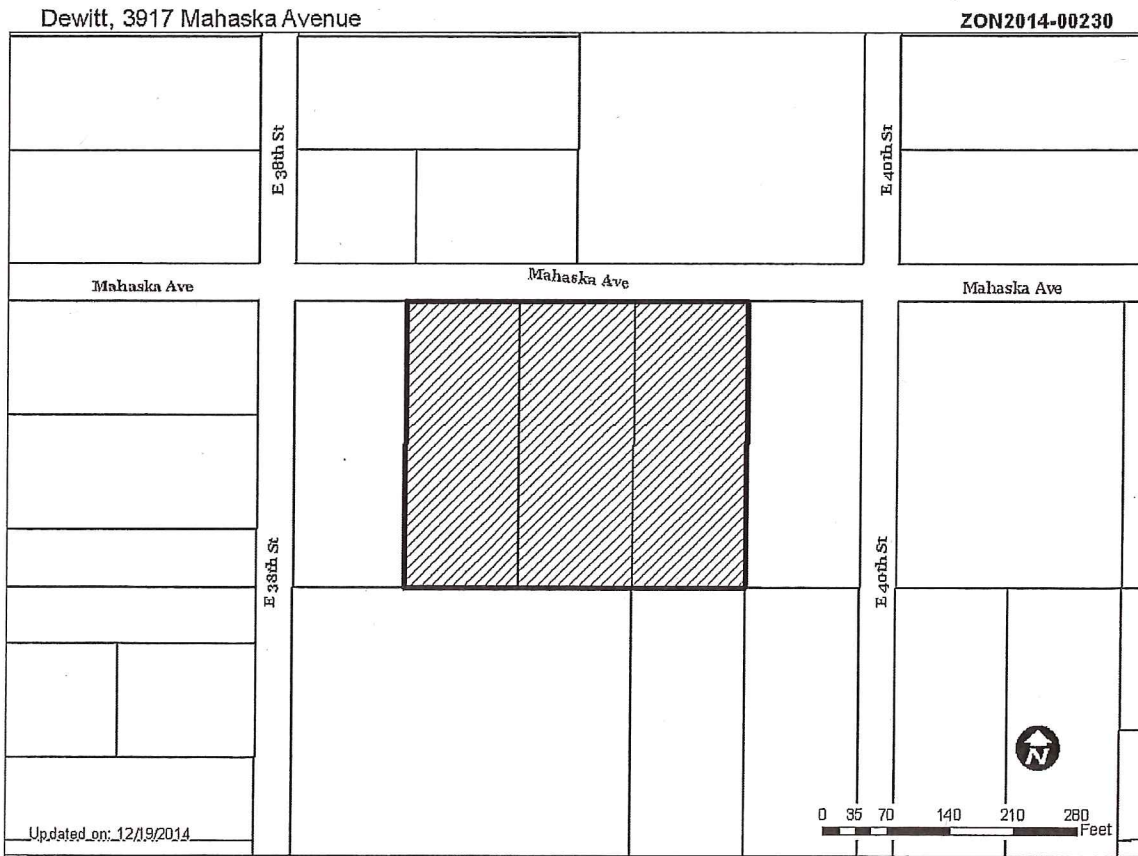 Dewitt, 3917 Mahaska Avenue
ZON2014-00230
E 38th St
E 40th St
Mahaska Ave
Mahaska Ave
Mahaska Ave
E 38th St
E 40th St
N
0 35 70 140 210 280
Feet
Updated on: 12/19/2014